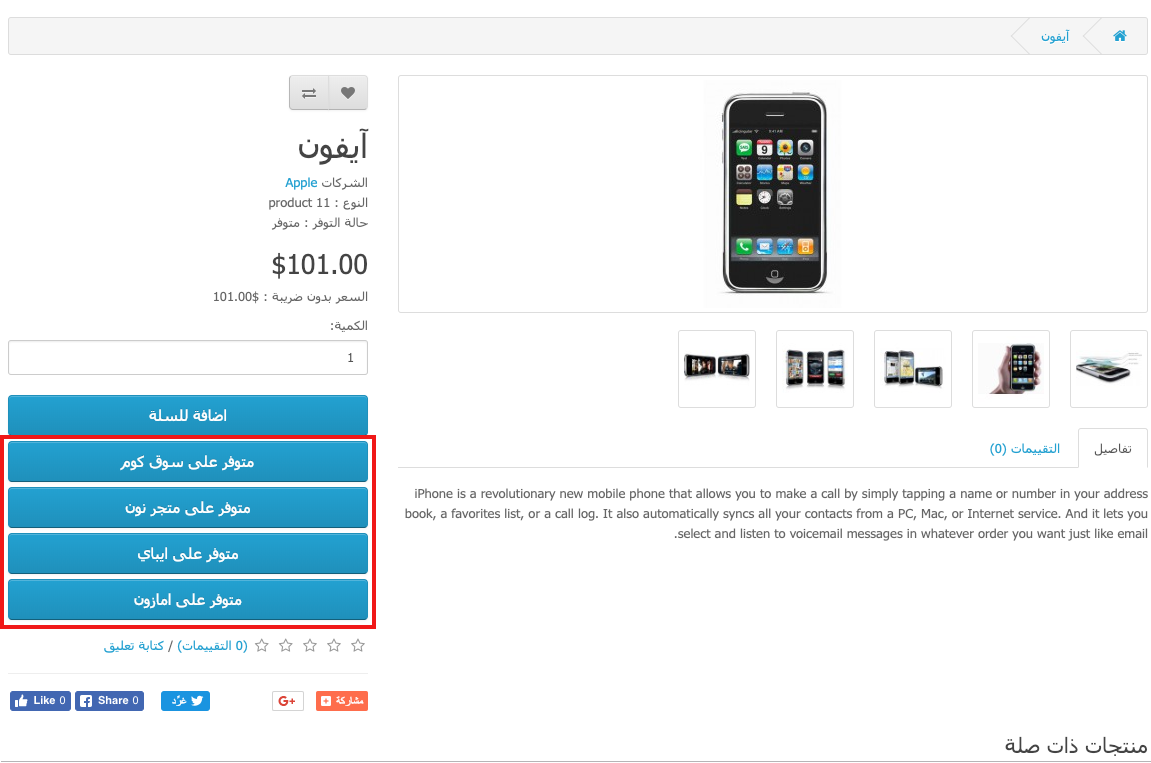 آيفون
آيفون
الشركات Apple
النوع : product 11
حالة التوفر : متوفر
$101.00
السعر بدون ضريبة : $101.00
الكمية:
1
اضافة للسلة
متوفر على سوق كوم
متوفر على متجر نون
متوفر على ايباي
متوفر على امازون
(0 التقييمات) / كتابة تعليق
Like 0
Share 0
غرّد
G+
مشاركة
تفاصيل
التقييمات (0)
iPhone is a revolutionary new mobile phone that allows you to make a call by simply tapping a name or number in your address
book, a favorites list, or a call log. It also automatically syncs all your contacts from a PC, Mac, or Internet service. And it lets you
.select and listen to voicemail messages in whatever order you want just like email
منتجات ذات صلة